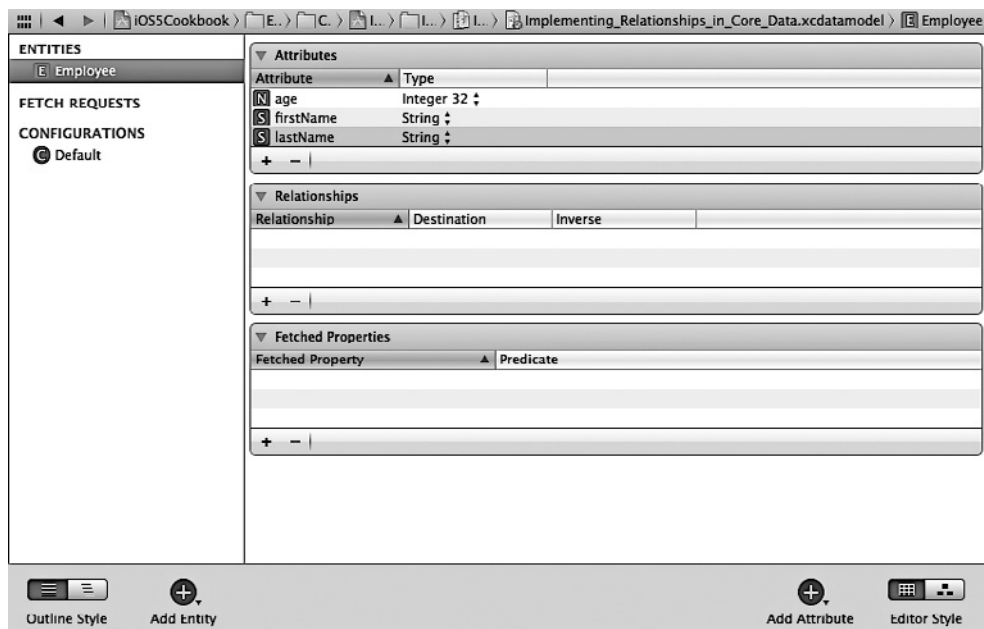 iOS5Cookbook 〉 E.. 〉 C. 〉 I... 〉 I... 〉 I... 〉 Implementing_Relationships_in_Core_Data.xcdatamodel 〉 E Employee
ENTITIES
E Employee
FETCH REQUESTS
CONFIGURATIONS
C Default
Attributes
Attribute Type
N age Integer 32
S firstName String
S lastName String
+ −
Relationships
Relationship Destination Inverse
+ −
Fetched Properties
Fetched Property Predicate
+ −
Outline Style Add Entity Add Attribute Editor Style